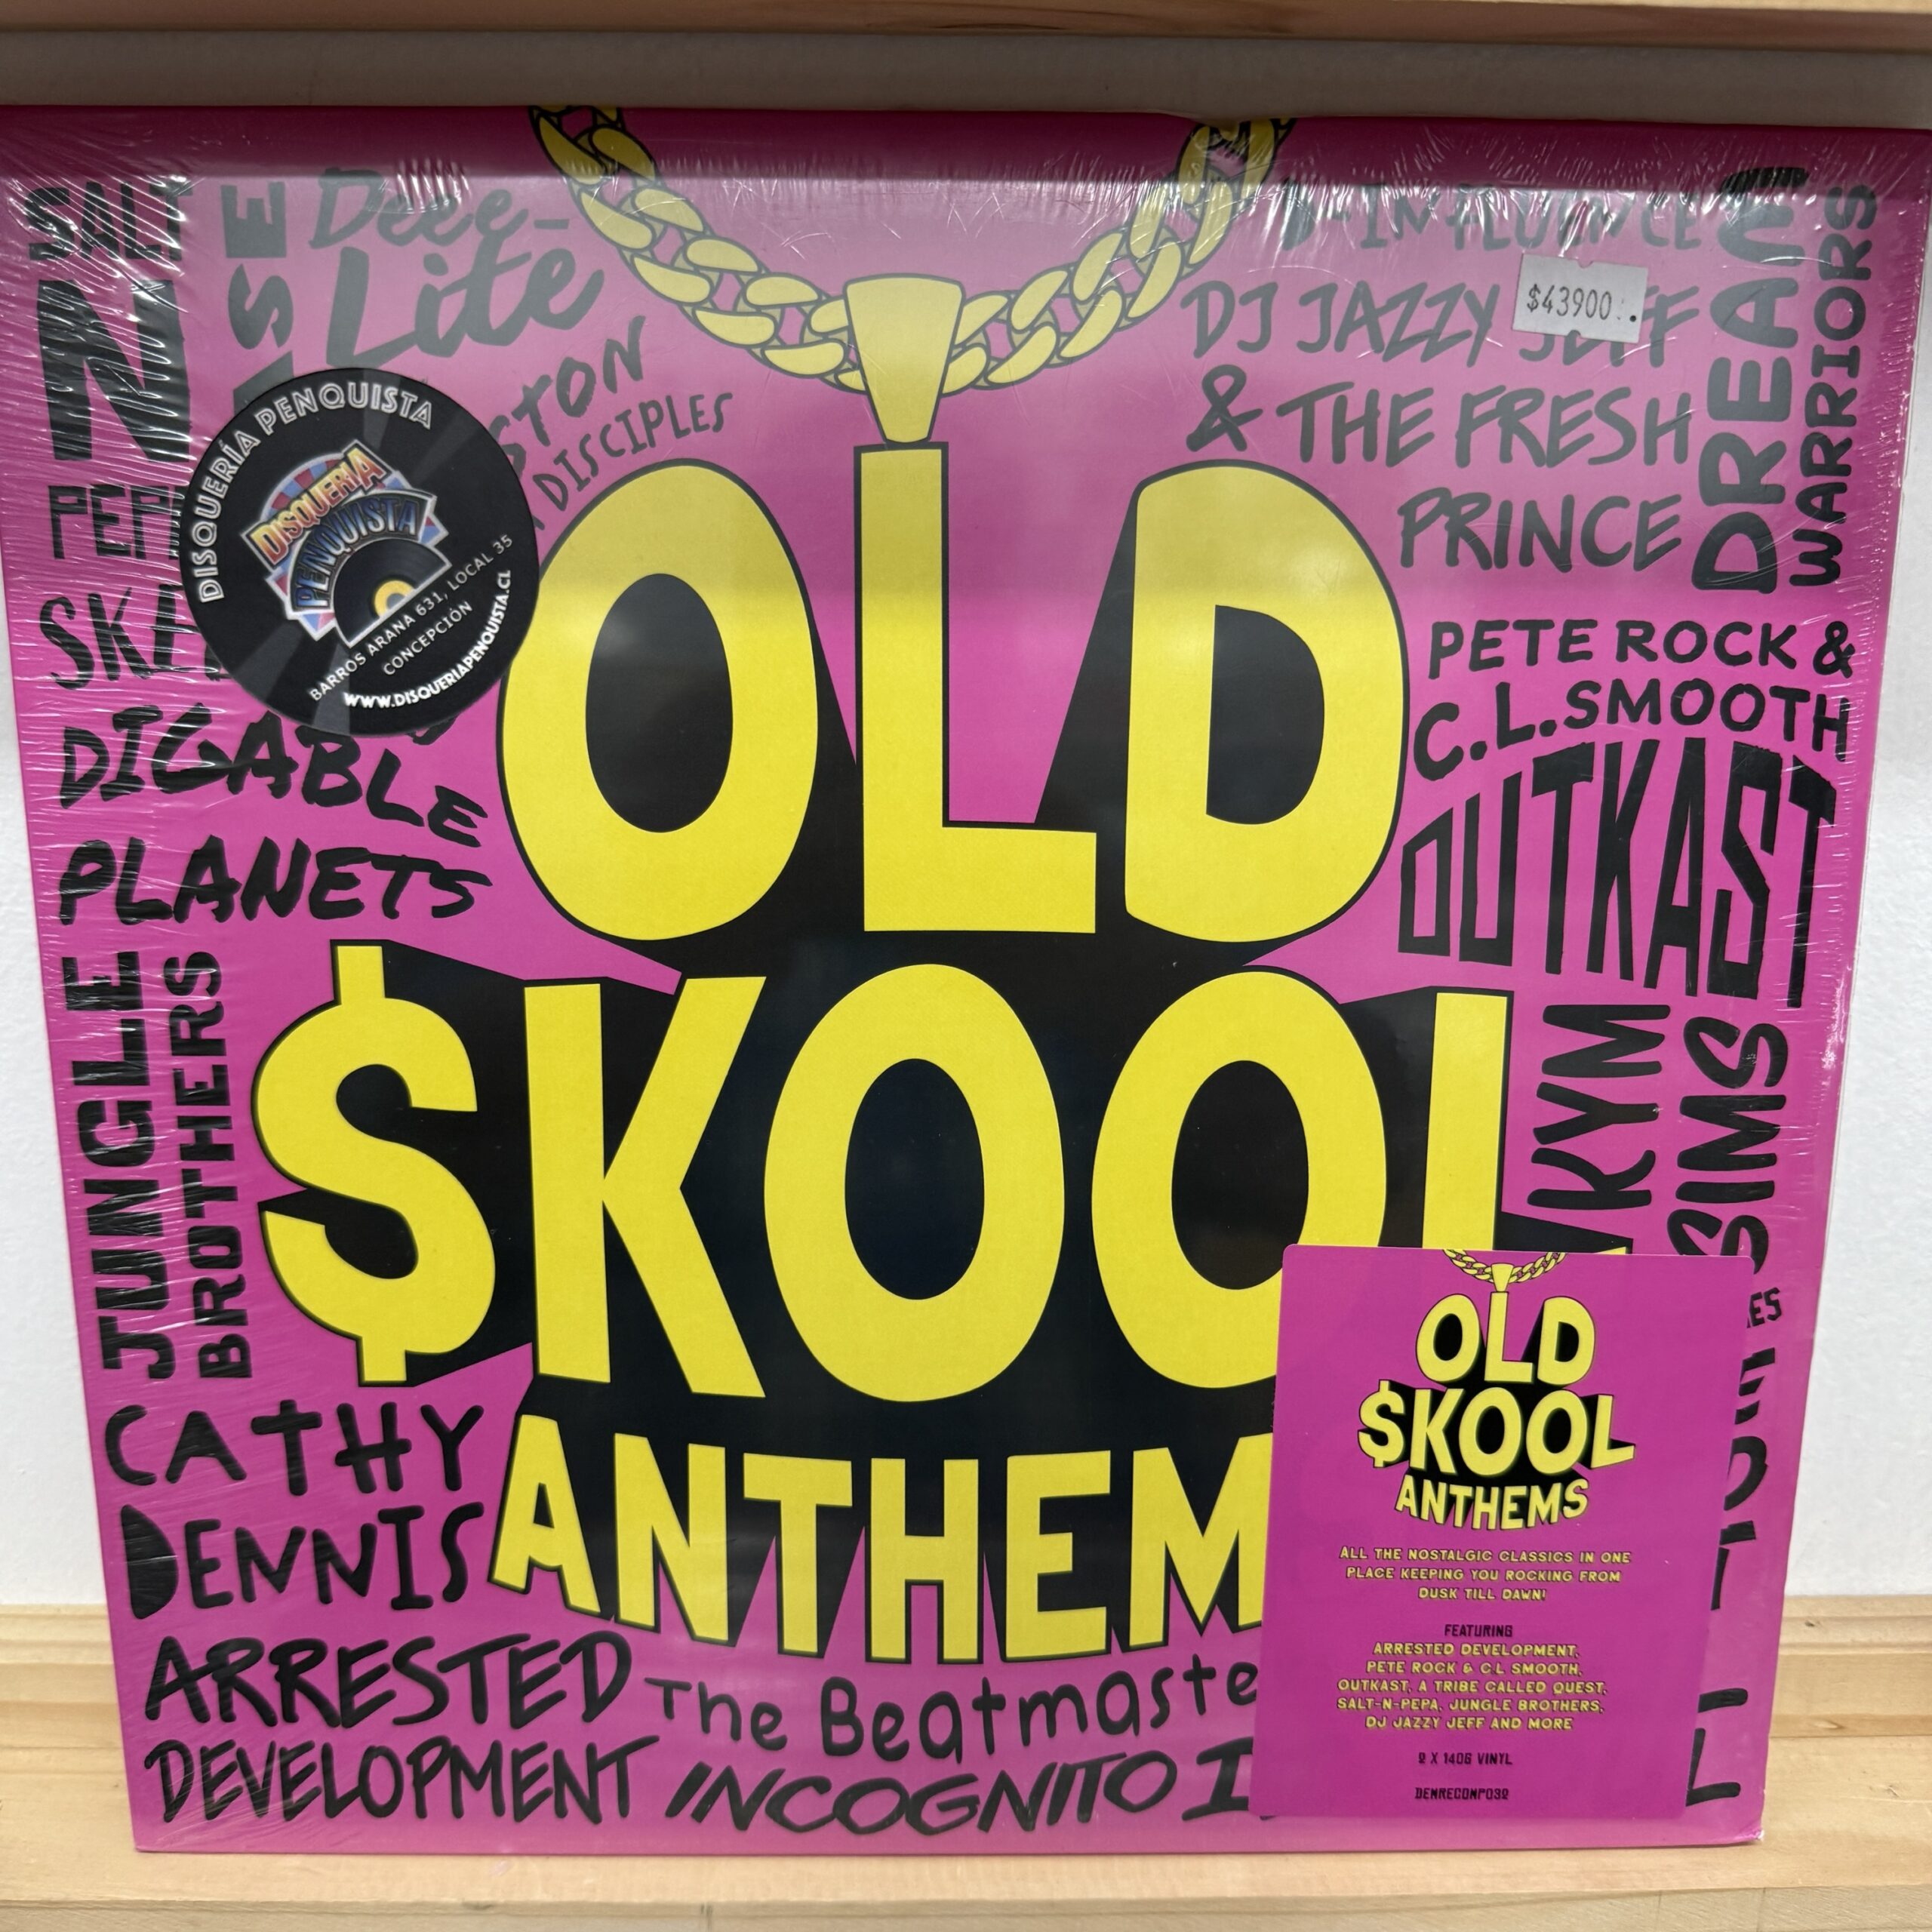 SALT
N
Deee-
Lite
DISCIPLES
DJ JAZZY
$43900.
& THE FRESH
PRINCE
DREAM
WARRIORS
DISQUERÍA PENQUISTA
DISQUERIA
PENQUISTA
BARROS ARANA 631, LOCAL 35
CONCEPCIÓN
WWW.DISQUERIAPENQUISTA.CL
PETE ROCK &
C.L. SMOOTH
OUTKAST
DIGABLE
PLANETS
JUNGLE
BROTHERS
KYM
SIMS
OLD
$KOOL
ANTHEM
CATHY
DENNIS
ARRESTED
DEVELOPMENT
The Beatmaste
INCOGNITO
OLD
$KOOL
ANTHEMS
ALL THE NOSTALGIC CLASSICS IN ONE
PLACE KEEPING YOU ROCKING FROM
DUSK TILL DAWN!
FEATURING
ARRESTED DEVELOPMENT,
PETE ROCK & C L SMOOTH,
OUTKAST, A TRIBE CALLED QUEST,
SALT-N-PEPA, JUNGLE BROTHERS,
DJ JAZZY JEFF AND MORE
2 X 140G VINYL
DEMRECOMP032